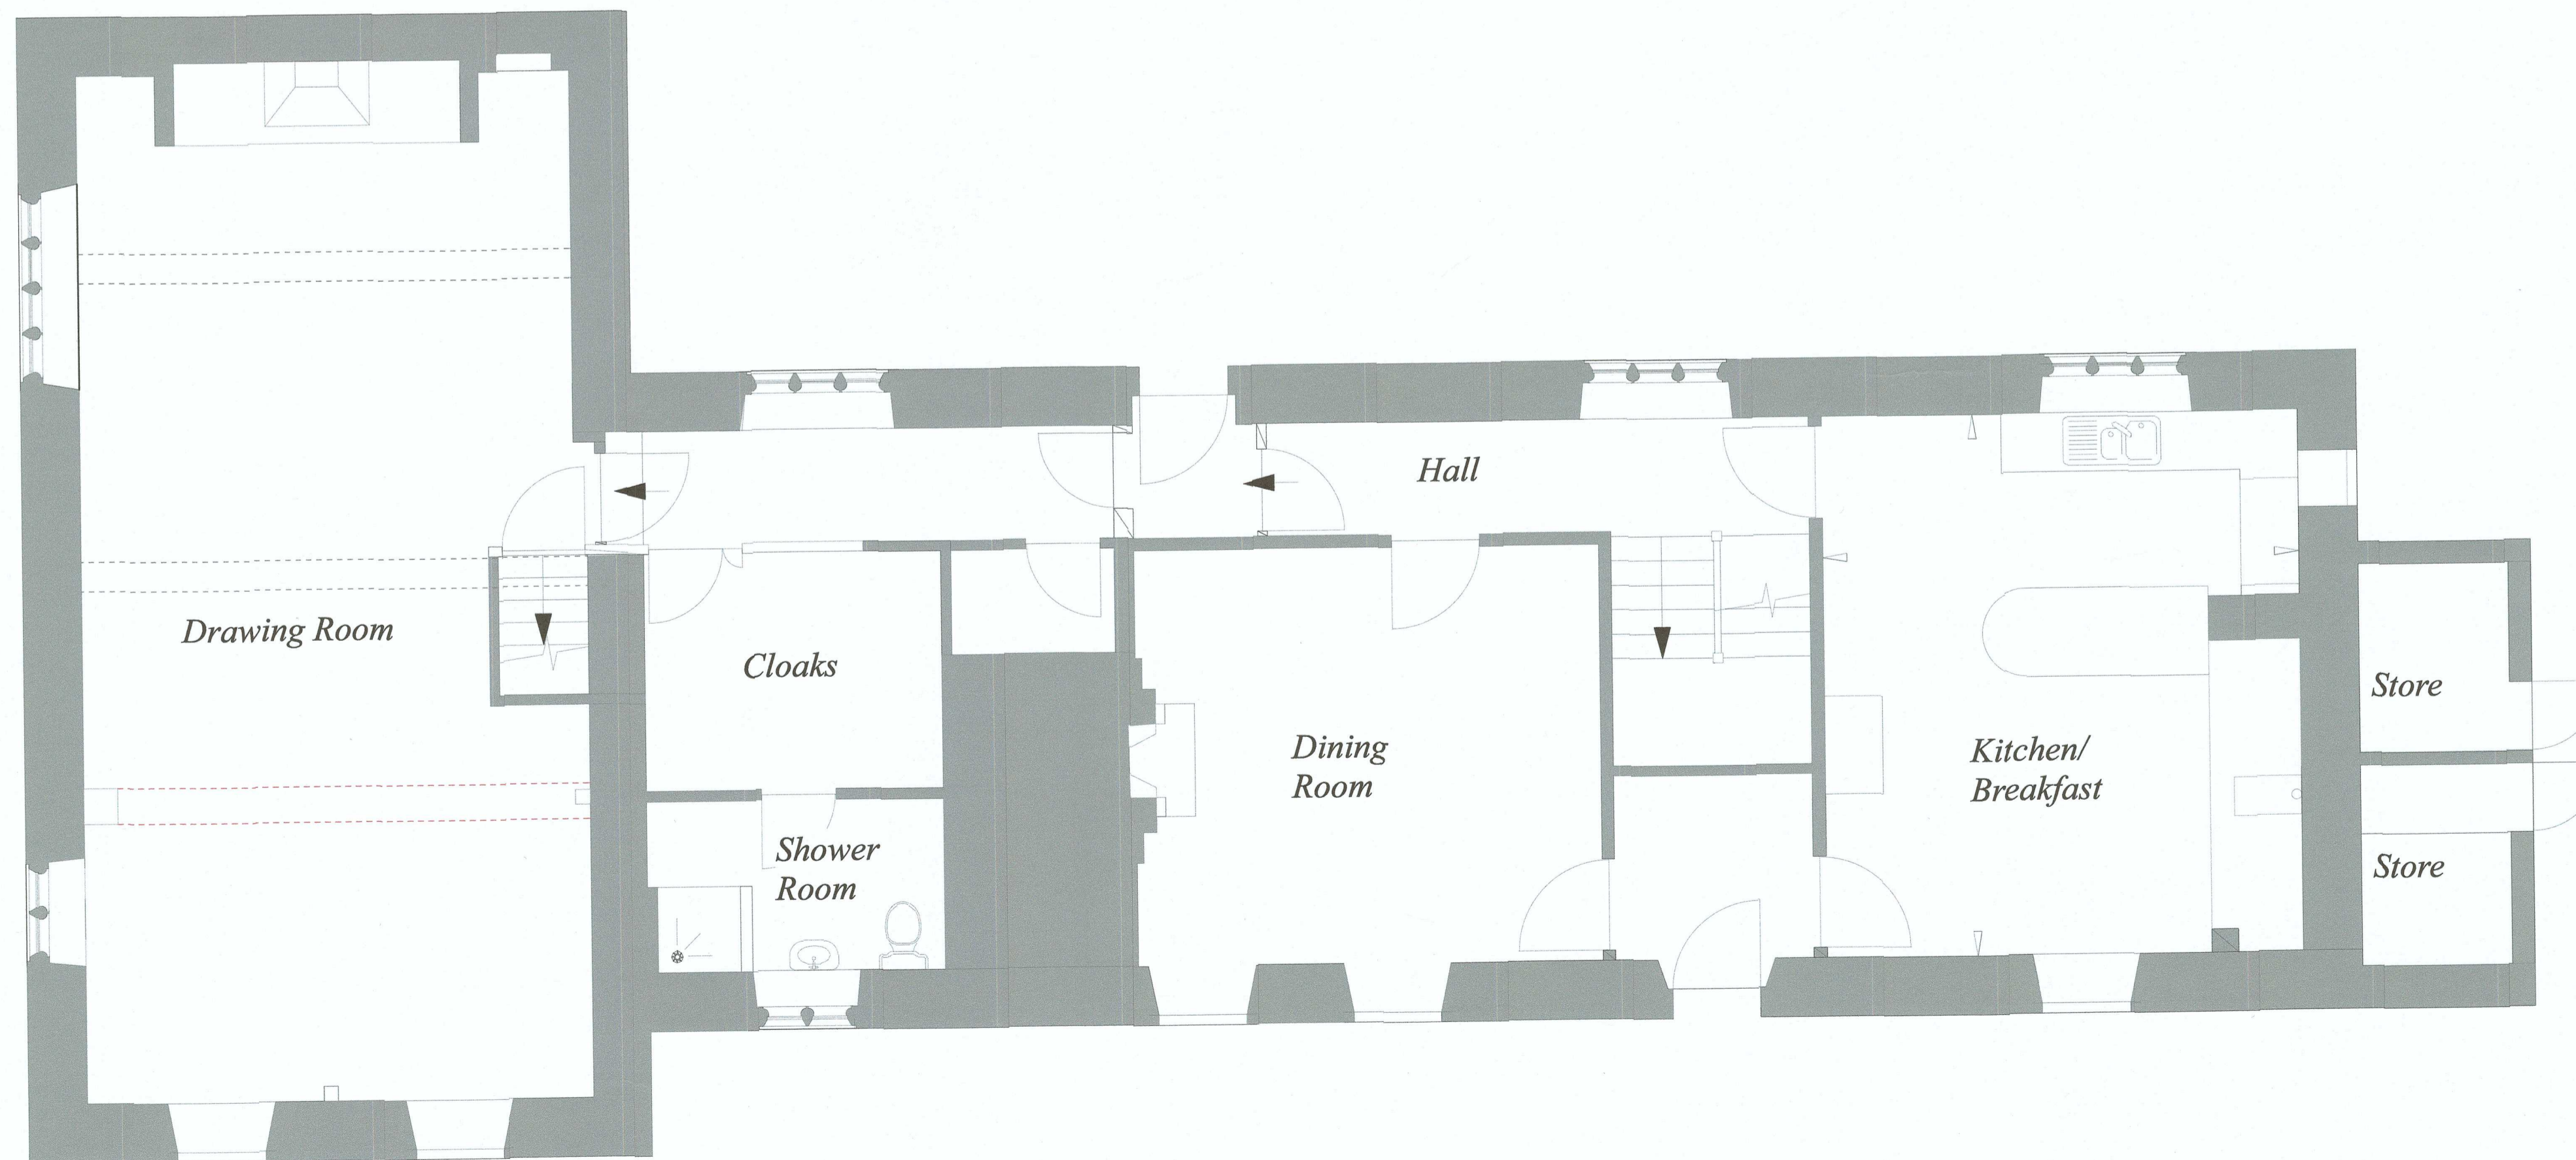 Hall
Drawing Room
Cloaks
Dining
Room
Kitchen/
Breakfast
Store
Shower
Room
Store